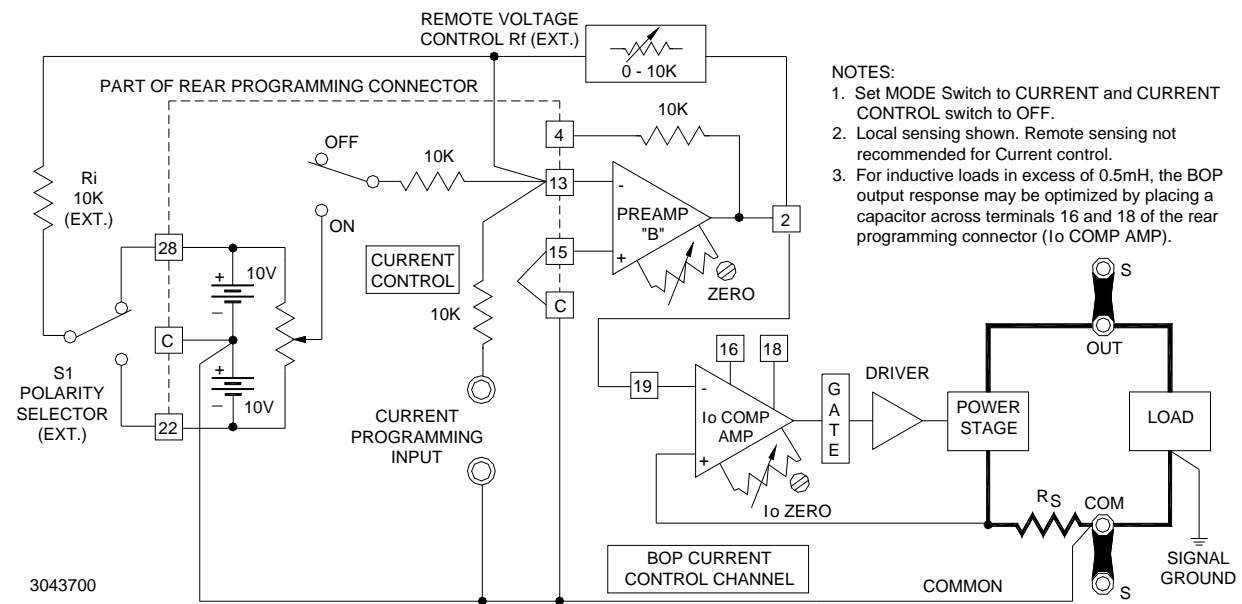 REMOTE VOLTAGE
CONTROL Rf (EXT.)
0 - 10K
PART OF REAR PROGRAMMING CONNECTOR
NOTES:
1. Set MODE Switch to CURRENT and CURRENT
CONTROL switch to OFF.
2. Local sensing shown. Remote sensing not
recommended for Current control.
3. For inductive loads in excess of 0.5mH, the BOP
output response may be optimized by placing a
capacitor across terminals 16 and 18 of the rear
programming connector (Io COMP AMP).
4
10K
OFF
10K
13
-
Ri
10K
(EXT.)
PREAMP
"B"
2
ON
28
15
+
CURRENT
CONTROL
ZERO
+
10V
–
10K
C
C
S
OUT
S1
POLARITY
SELECTOR
(EXT.)
+
10V
–
22
16
18
19
-
DRIVER
Io COMP
AMP
G
A
T
E
POWER
STAGE
LOAD
CURRENT
PROGRAMMING
INPUT
+
Io ZERO
RS
COM
BOP CURRENT
CONTROL CHANNEL
SIGNAL
GROUND
3043700
COMMON
S